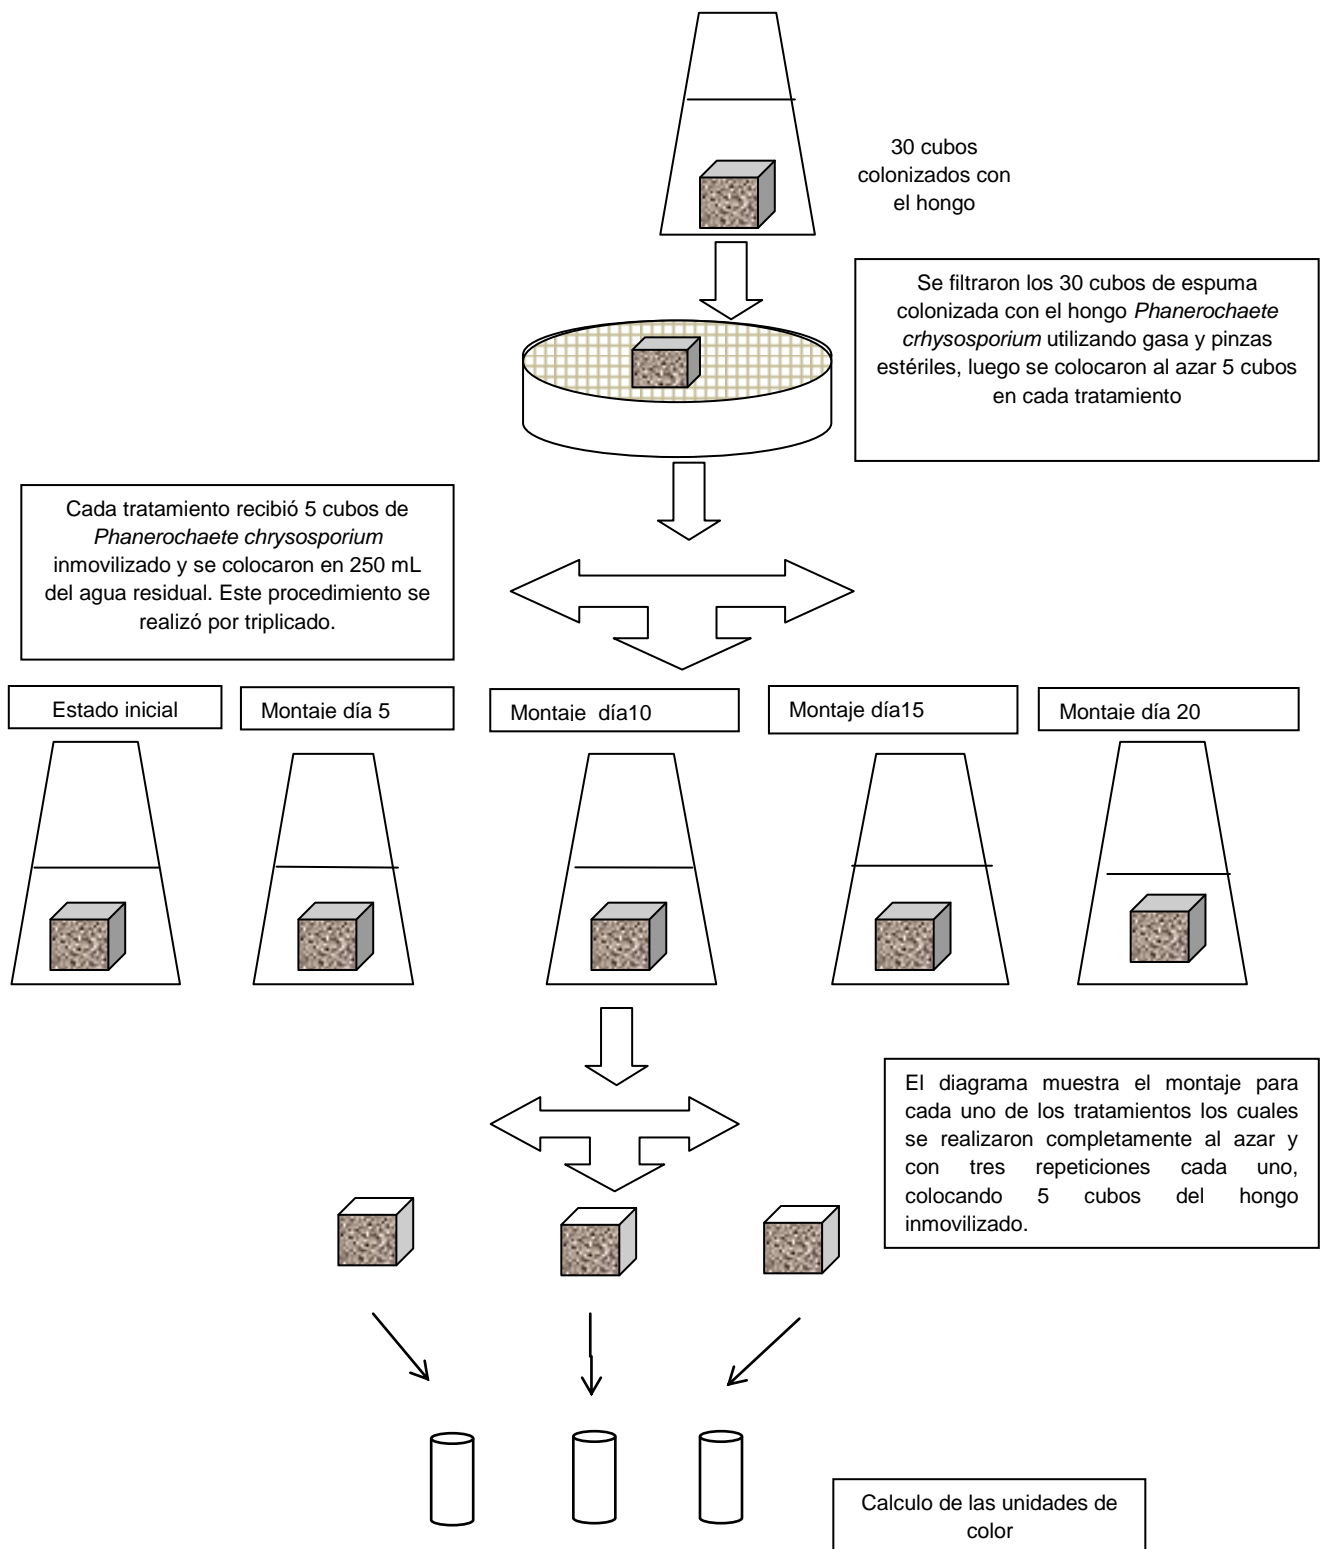 30 cubos
colonizados con
el hongo
Se filtraron los 30 cubos de espuma
colonizada con el hongo Phanerochaete
crhysosporium utilizando gasa y pinzas
estériles, luego se colocaron al azar 5 cubos
en cada tratamiento
Cada tratamiento recibió 5 cubos de
Phanerochaete chrysosporium
inmovilizado y se colocaron en 250 mL
del agua residual. Este procedimiento se
realizó por triplicado.
Estado inicial
Montaje día 5
Montaje día10
Montaje día15
Montaje día 20
El diagrama muestra el montaje para
cada uno de los tratamientos los cuales
se realizaron completamente al azar y
con tres repeticiones cada uno,
colocando 5 cubos del hongo
inmovilizado.
Calculo de las unidades de
color